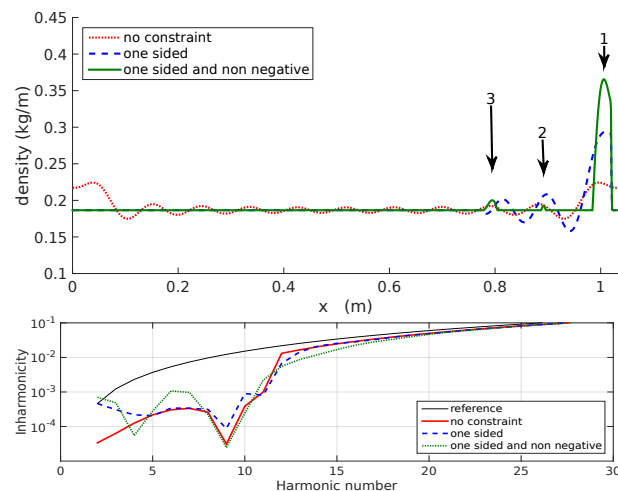 0.45
0.4
0.35
0.3
0.25
0.2
0.15
0.1
density (kg/m)
no constraint
one sided
one sided and non negative
1
2
3
0 0.2 0.4 0.6 0.8 1
x (m)
10-1
10-2
10-3
10-4
Inharmonicity
reference
no constraint
one sided
one sided and non negative
0 5 10 15 20 25 30
Harmonic number